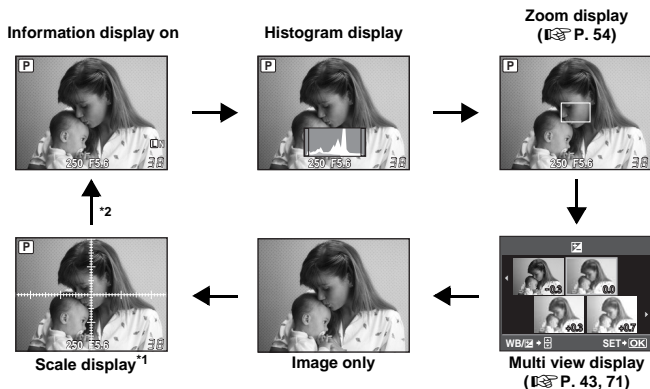 Information display on
Histogram display
Zoom display
(P. 54)
P
250 F5.6
38
N
P
250 F5.6
38
P
250 F5.6
38
*2
P
250 F5.6
38
Scale display*1
Image only
-0.3
0.0
+0.3
+0.7
WB/
SET OK
Multi view display
(P. 43, 71)